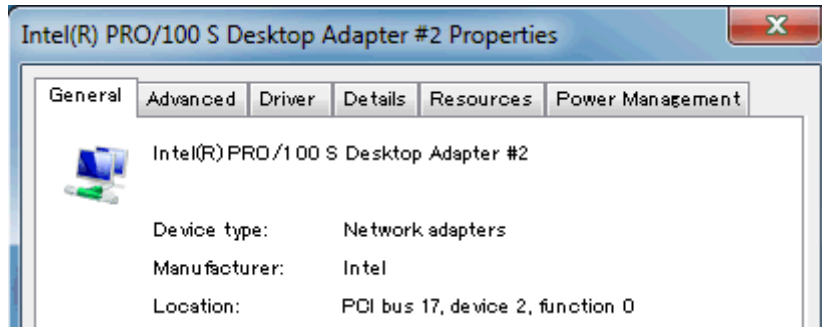 Intel(R) PRO/100 S Desktop Adapter #2 Properties
General Advanced Driver Details Resources Power Management
Intel(R) PRO/100 S Desktop Adapter #2
Device type: Network adapters
Manufacturer: Intel
Location: PCI bus 17, device 2, function 0